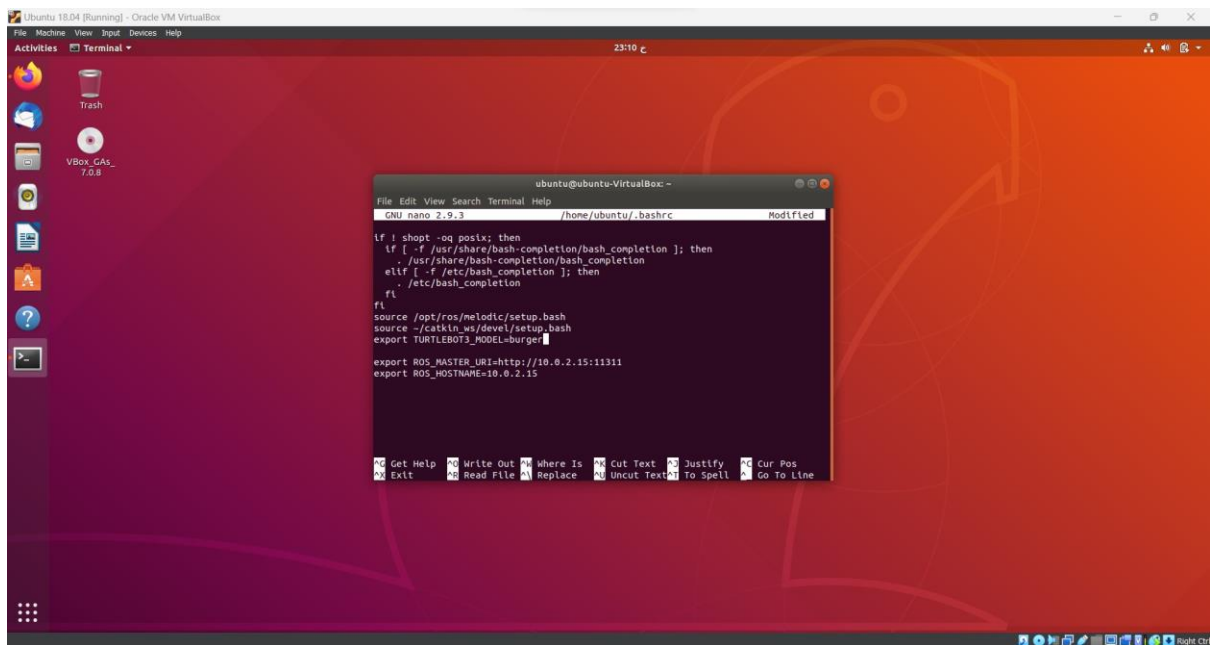 Ubuntu 18.04 [Running] - Oracle VM VirtualBox
File Machine View Input Devices Help
Activities Terminal 23:10 ح
Trash
VBox_GAs_
7.0.8
ubuntu@ubuntu-VirtualBox: ~
File Edit View Search Terminal Help
GNU nano 2.9.3 /home/ubuntu/.bashrc Modified
if ! shopt -oq posix; then
if [ -f /usr/share/bash-completion/bash_completion ]; then
. /usr/share/bash-completion/bash_completion
elif [ -f /etc/bash_completion ]; then
. /etc/bash_completion
fi
fi
source /opt/ros/melodic/setup.bash
source ~/catkin_ws/devel/setup.bash
export TURTLEBOT3_MODEL=burger
export ROS_MASTER_URI=http://10.0.2.15:11311
export ROS_HOSTNAME=10.0.2.15
^G Get Help ^O Write Out ^W Where Is ^K Cut Text ^J Justify ^C Cur Pos
^X Exit ^R Read File ^\ Replace ^U Uncut Text ^T To Spell ^_ Go To Line
Right Ctrl